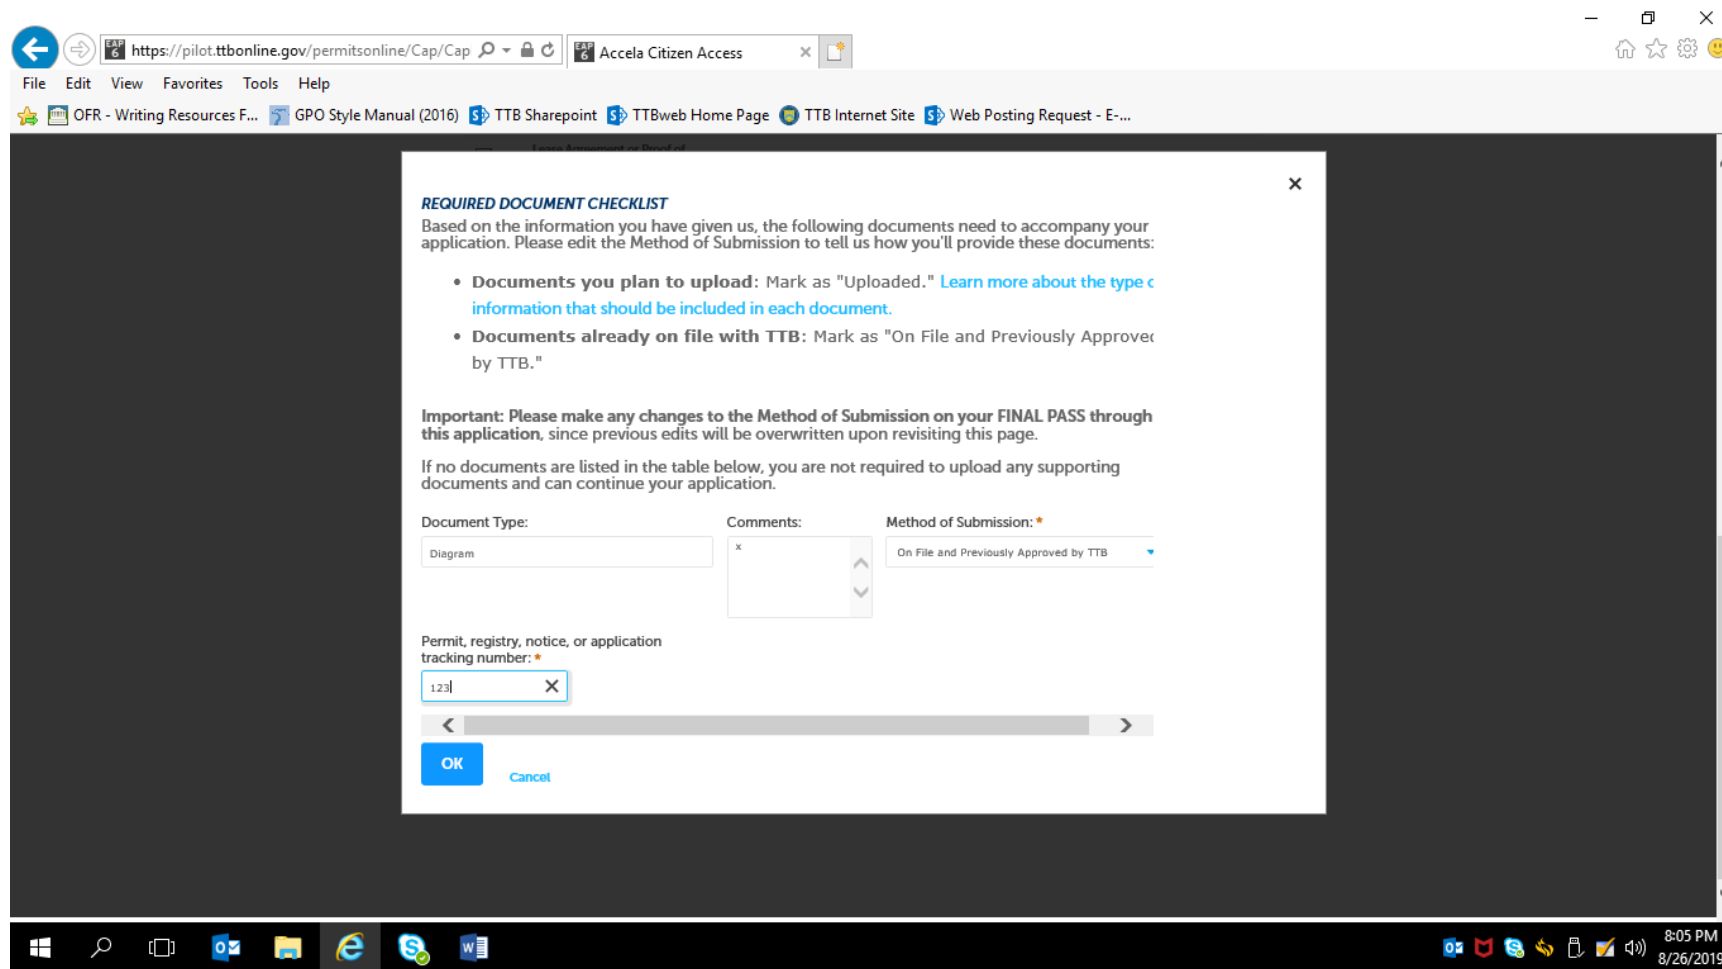 https://pilot.ttbonline.gov/permitsonline/Cap/Cap
EAP 6 Accela Citizen Access
File Edit View Favorites Tools Help
OFR - Writing Resources F... GPO Style Manual (2016) TTB Sharepoint TTBweb Home Page TTB Internet Site Web Posting Request - E-...
Lease Agreement or Proof of
REQUIRED DOCUMENT CHECKLIST
Based on the information you have given us, the following documents need to accompany your
application. Please edit the Method of Submission to tell us how you'll provide these documents:
• Documents you plan to upload: Mark as "Uploaded." Learn more about the type
information that should be included in each document.
• Documents already on file with TTB: Mark as "On File and Previously Approved
by TTB."
Important: Please make any changes to the Method of Submission on your FINAL PASS through
this application, since previous edits will be overwritten upon revisiting this page.
If no documents are listed in the table below, you are not required to upload any supporting
documents and can continue your application.
Document Type: Comments: Method of Submission: *
Diagram x On File and Previously Approved by TTB
Permit, registry, notice, or application
tracking number: *
123
OK
Cancel
8:05 PM
8/26/2019